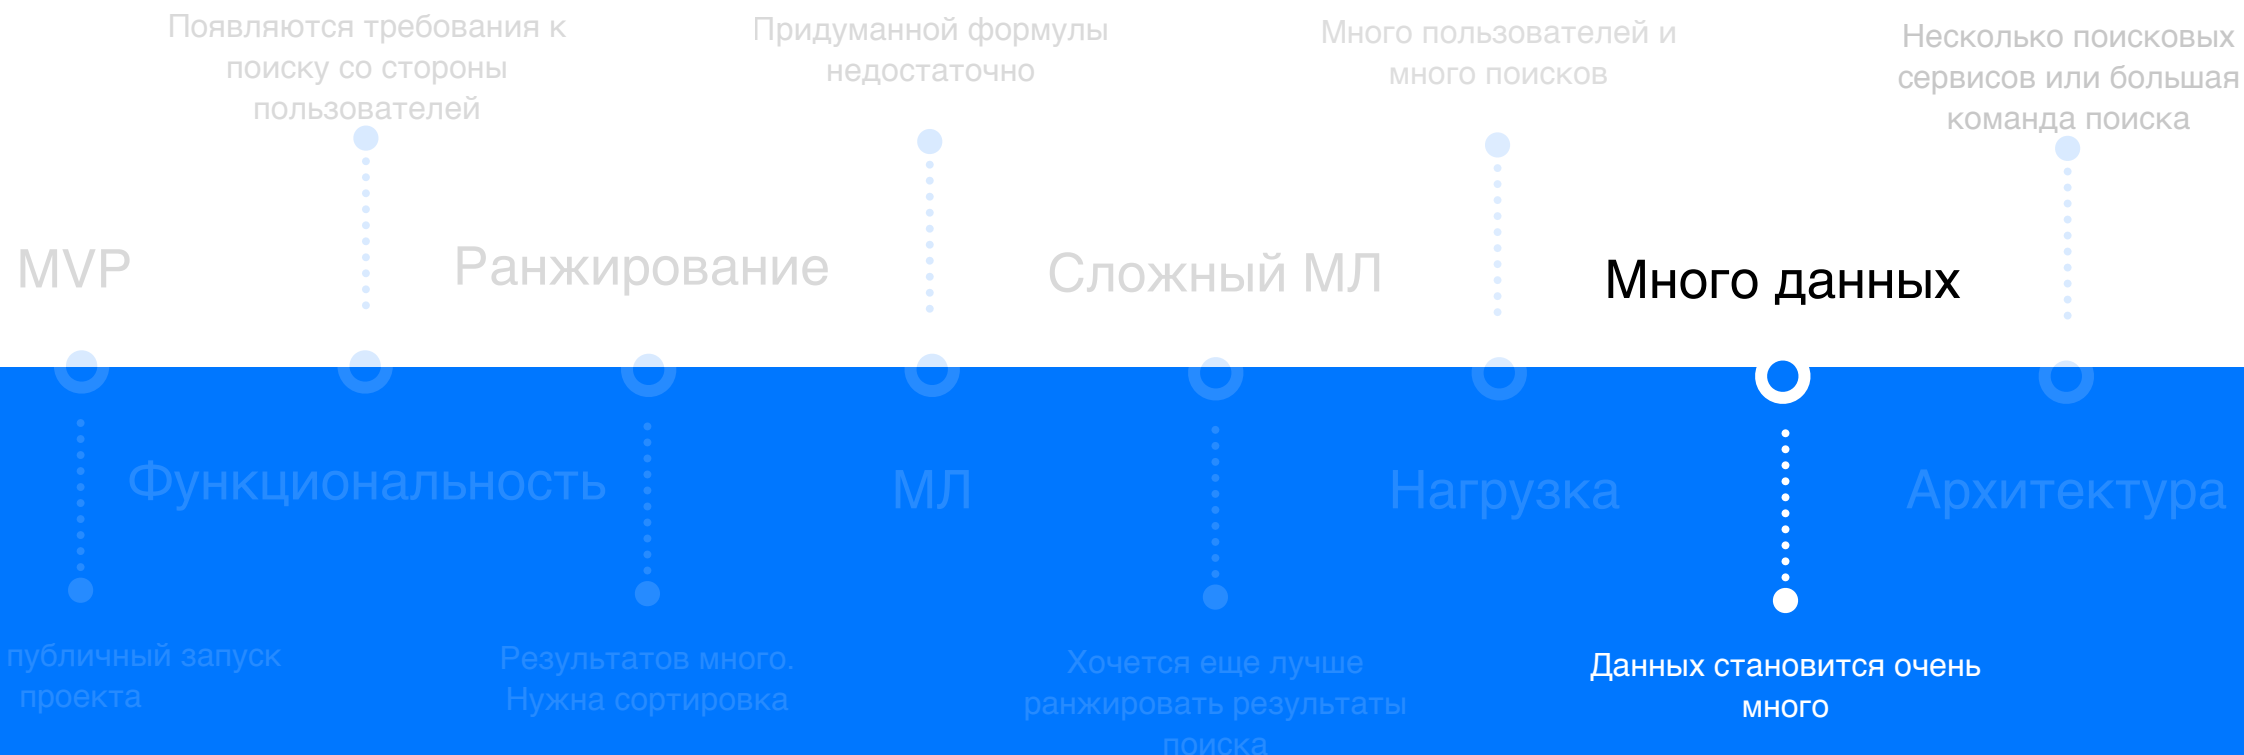 Появляются требования к
поиску со стороны
пользователей
Придуманной формулы
недостаточно
Много пользователей и
много поисков
Несколько поисковых
сервисов или большая
команда поиска
MVP
Ранжирование
Сложный МЛ
Много данных
Функциональность
МЛ
Нагрузка
Архитектура
публичный запуск
проекта
Результатов много.
Нужна сортировка
Хочется еще лучше
ранжировать результаты
поиска
Данных становится очень
много